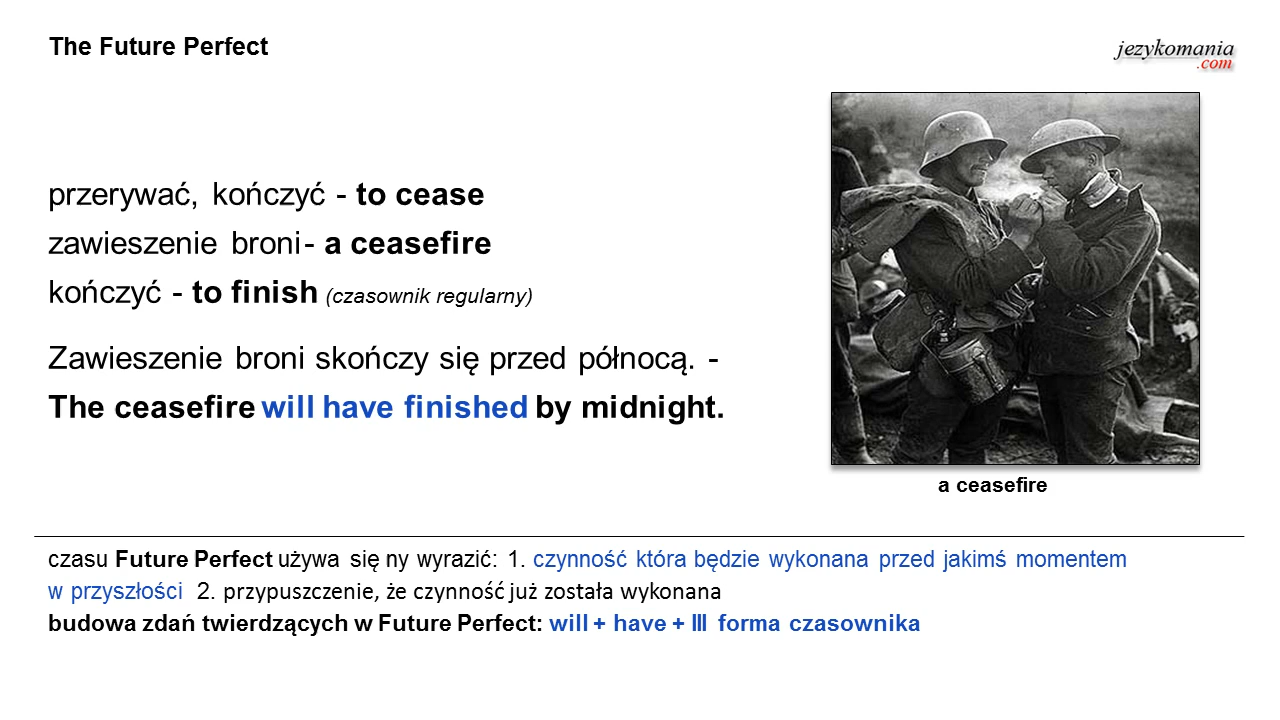 The Future Perfect
jezykomania
.com
przerywać, kończyć - to cease
zawieszenie broni - a ceasefire
kończyć - to finish (czasownik regularny)
Zawieszenie broni skończy się przed północą. -
The ceasefire will have finished by midnight.
a ceasefire
czasu Future Perfect używa się ny wyrazić: 1. czynność która będzie wykonana przed jakimś momentem
w przyszłości 2. przypuszczenie, że czynność już została wykonana
budowa zdań twierdzących w Future Perfect: will + have + III forma czasownika